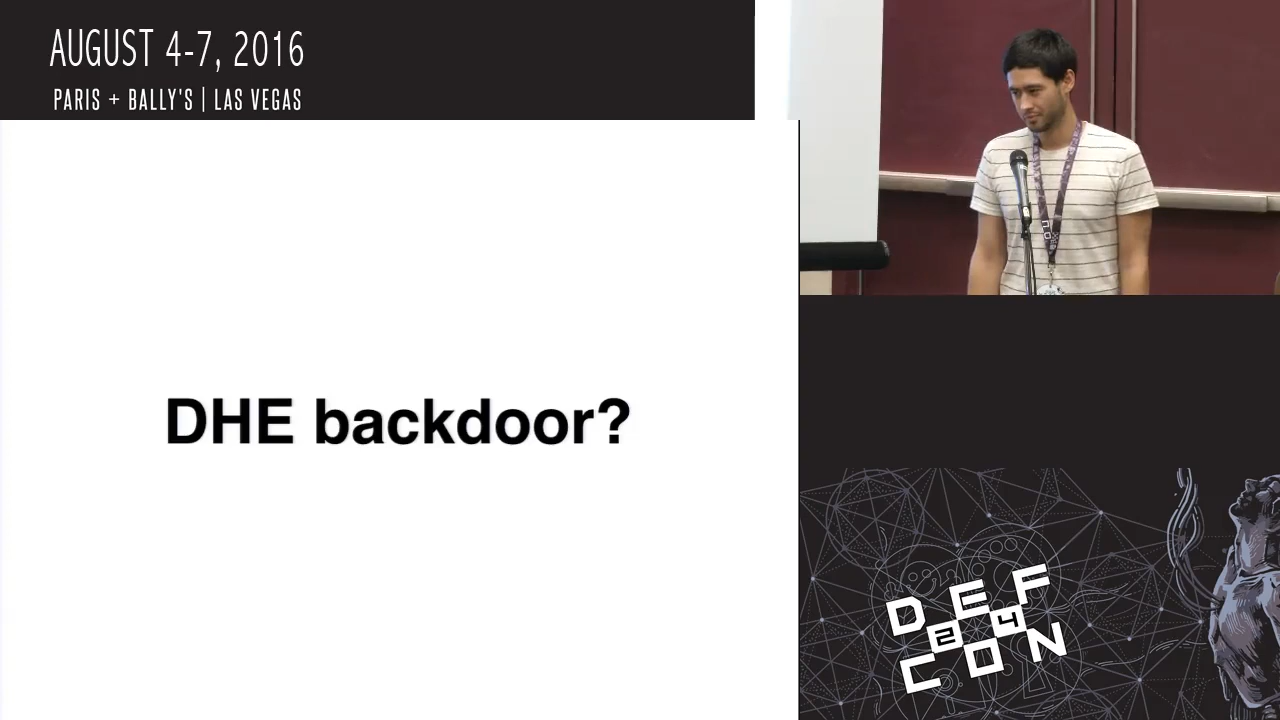 AUGUST 4-7, 2016
PARIS + BALLY'S | LAS VEGAS
DHE backdoor?
DEF
24
CON